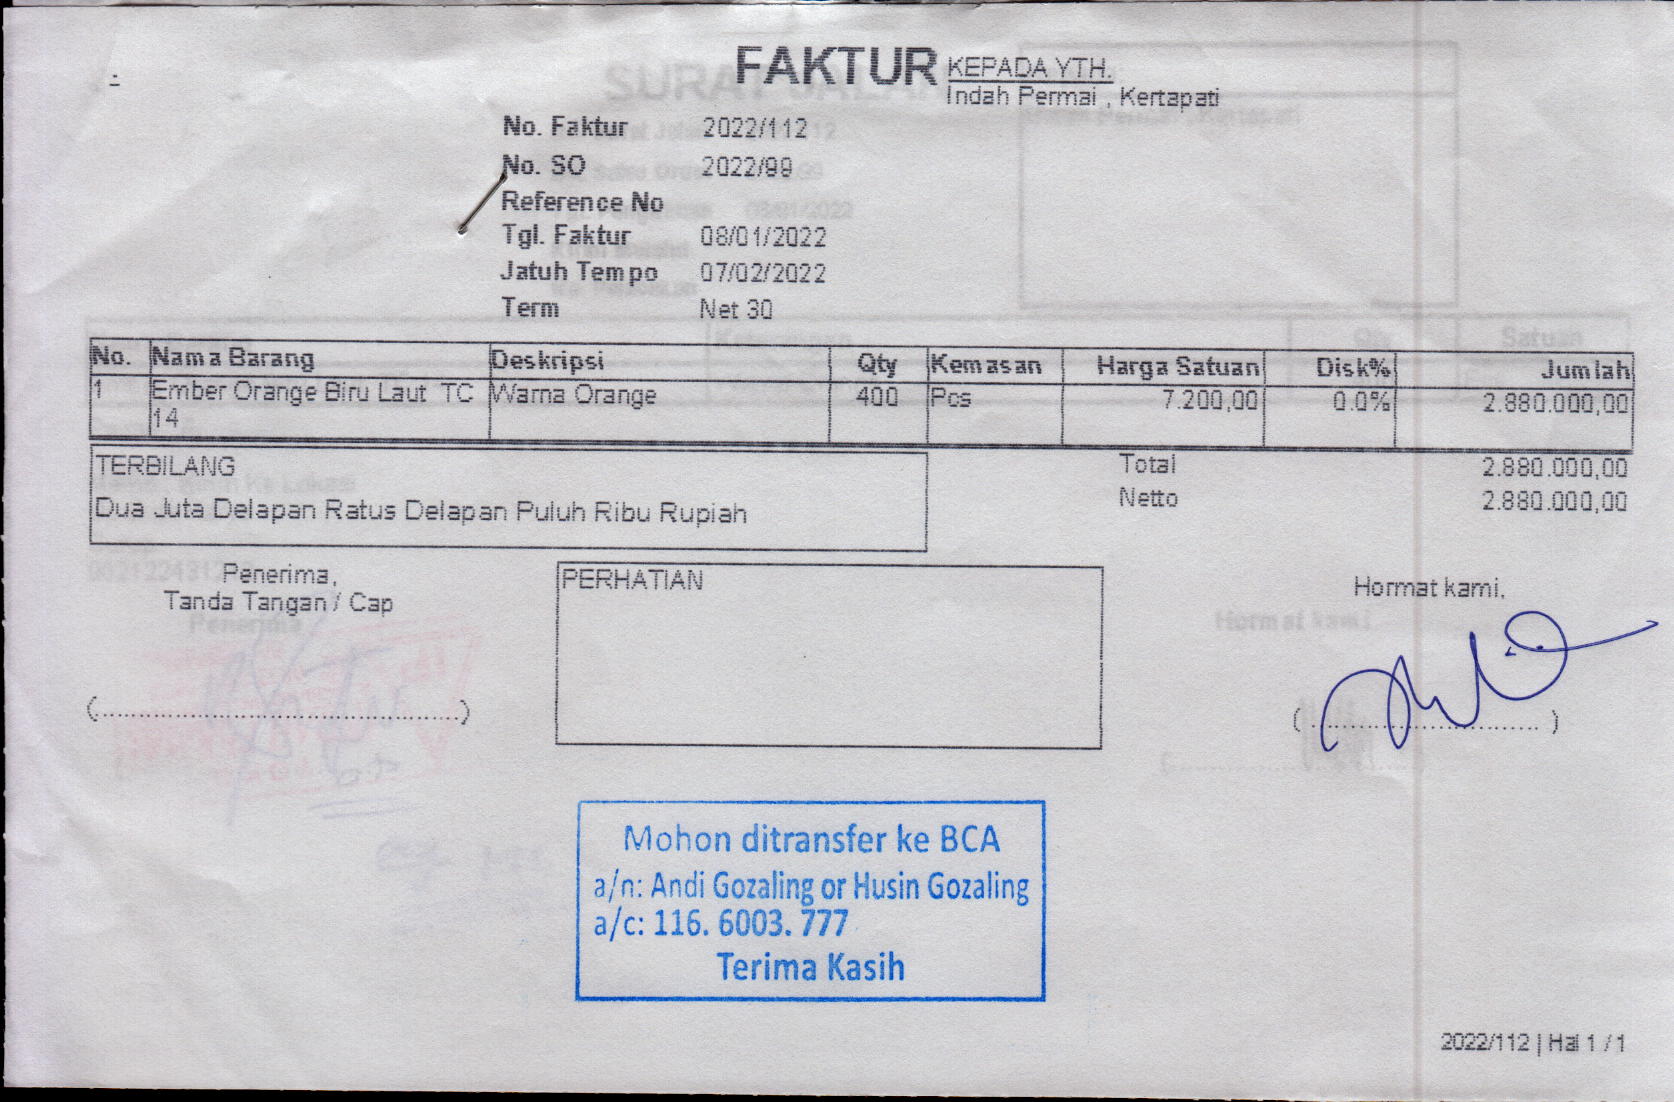 FAKTUR
KEPADA YTH.
Indah Permai , Kertapati
No. Faktur 2022/112
No. SO 2022/99
Reference No
Tgl. Faktur 08/01/2022
Jatuh Tempo 07/02/2022
Term Net 30
No. Nama Barang Deskripsi Qty Kemasan Harga Satuan Disk% Jumlah
1 Ember Orange Biru Laut TC Warna Orange 400 Pcs 7.200,00 0.0% 2.880.000,00
14
TERBILANG
Dua Juta Delapan Ratus Delapan Puluh Ribu Rupiah
Total 2.880.000,00
Netto 2.880.000,00
Penerima,
Tanda Tangan / Cap
(..................................................)
PERHATIAN
Hormat kami,
(.................................... )
Mohon ditransfer ke BCA
a/n: Andi Gozaling or Husin Gozaling
a/c: 116. 6003. 777
Terima Kasih
2022/112 | Hal 1 / 1